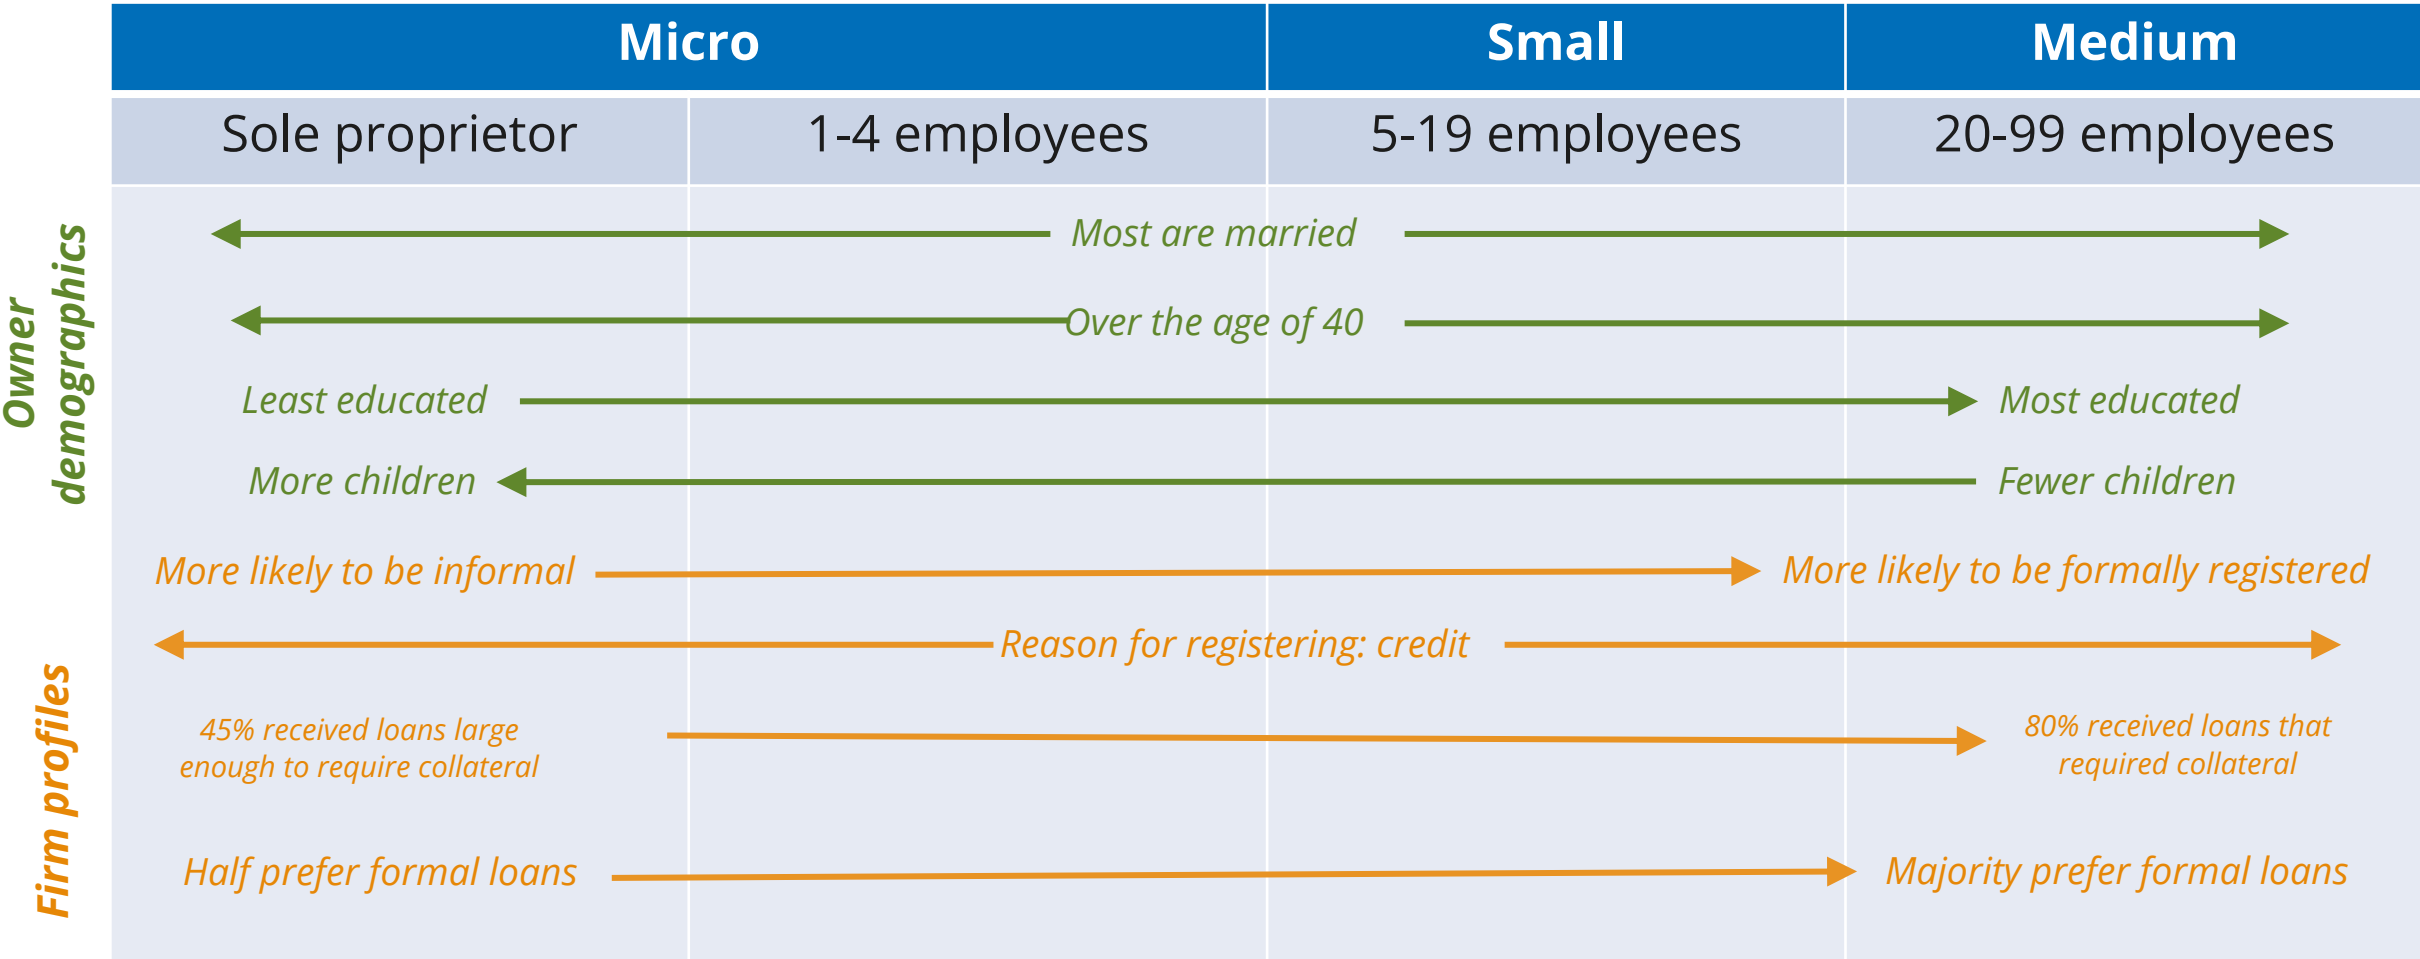 Micro
Small
Medium
Sole proprietor
1-4 employees
5-19 employees
20-99 employees
Owner
demographics
Most are married
Over the age of 40
Least educated
Most educated
More children
Fewer children
Firm profiles
More likely to be informal
More likely to be formally registered
Reason for registering: credit
45% received loans large
enough to require collateral
80% received loans that
required collateral
Half prefer formal loans
Majority prefer formal loans